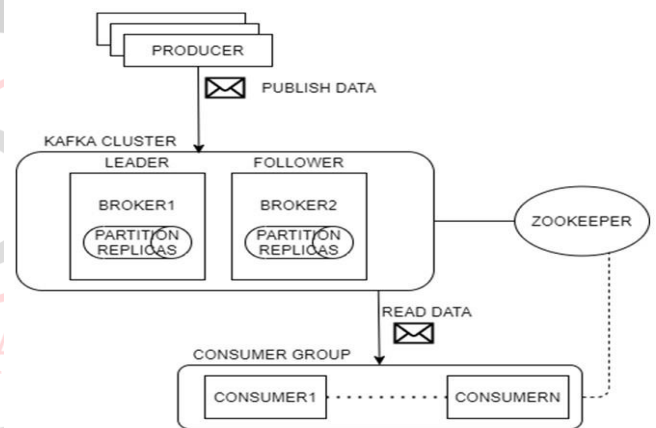 PRODUCER
PUBLISH DATA
KAFKA CLUSTER
LEADER
FOLLOWER
BROKER1
BROKER2
PARTITION
REPLICAS
PARTITION
REPLICAS
ZOOKEEPER
READ DATA
CONSUMER GROUP
CONSUMER1
CONSUMERN